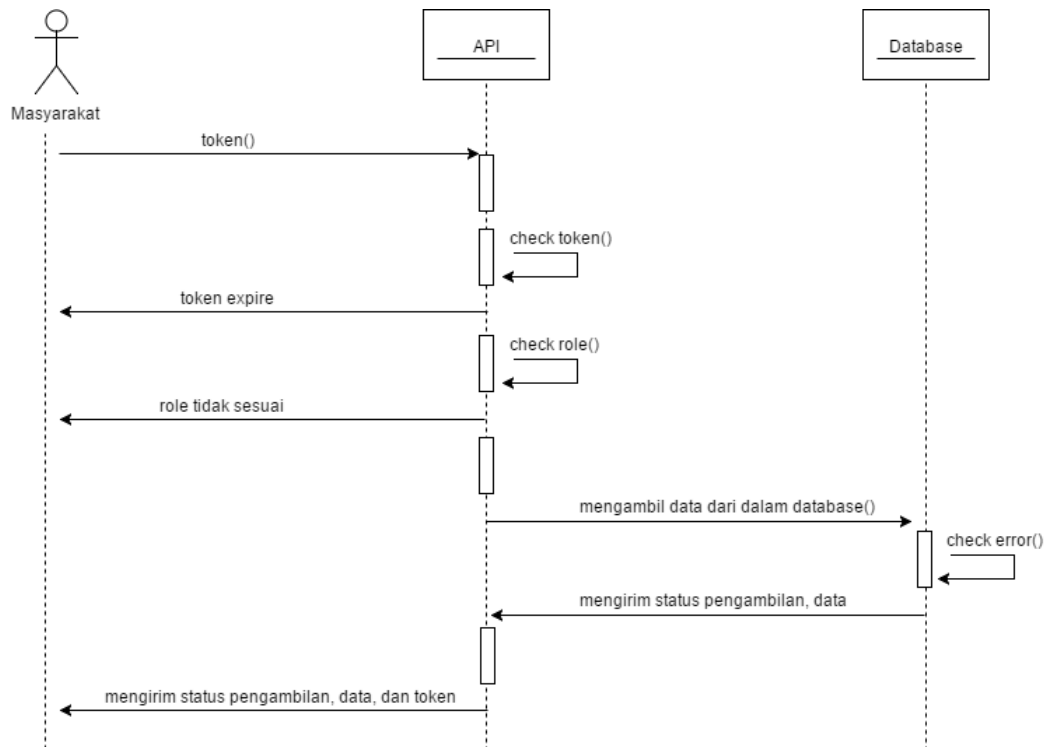 API
Database
Masyarakat
token()
check token()
token expire
check role()
role tidak sesuai
mengambil data dari dalam database()
check error()
mengirim status pengambilan, data
mengirim status pengambilan, data, dan token